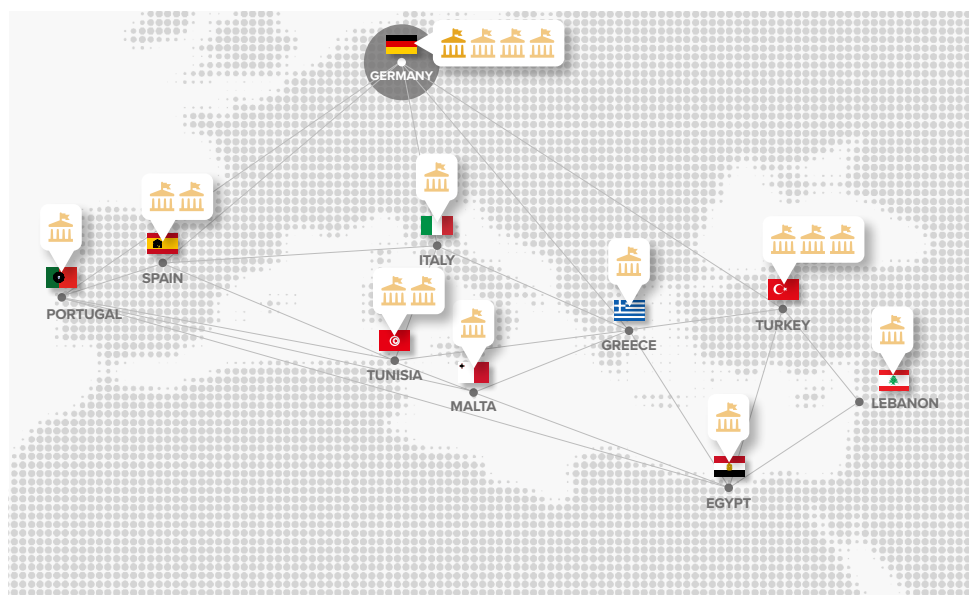 GERMANY
ITALY
SPAIN
PORTUGAL
TURKEY
GREECE
TUNISIA
MALTA
LEBANON
EGYPT